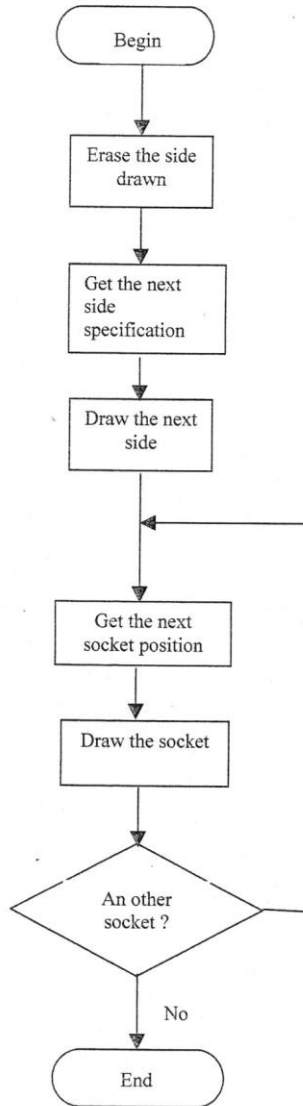 Begin
Erase the side
drawn
Get the next
side
specification
Draw the next
side
Get the next
socket position
Draw the socket
An other
socket ?
No
End